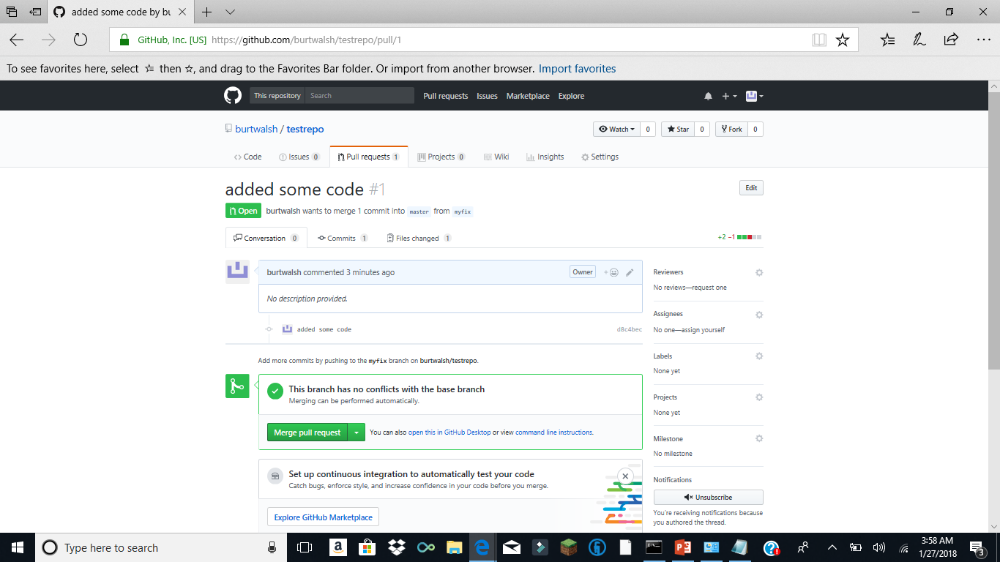 added some code by bu
GitHub, Inc. [US] https://github.com/burtwalsh/testrepo/pull/1
To see favorites here, select then , and drag to the Favorites Bar folder. Or import from another browser. Import favorites
This repository Search Pull requests Issues Marketplace Explore
burtwalsh / testrepo Watch 0 Star 0 Fork 0
Code Issues 0 Pull requests 1 Projects 0 Wiki Insights Settings
added some code #1 Edit
Open burtwalsh wants to merge 1 commit into master from myfix
Conversation 0 Commits 1 Files changed 1 +2 −1
burtwalsh commented 3 minutes ago Owner
No description provided.
added some code d8c4bec
Add more commits by pushing to the myfix branch on burtwalsh/testrepo.
This branch has no conflicts with the base branch
Merging can be performed automatically.
Merge pull request You can also open this in GitHub Desktop or view command line instructions.
Set up continuous integration to automatically test your code
Catch bugs, enforce style, and increase confidence in your code before you merge.
Explore GitHub Marketplace
Reviewers
No reviews—request one
Assignees
No one—assign yourself
Labels
None yet
Projects
None yet
Milestone
No milestone
Notifications
Unsubscribe
You're receiving notifications because
you authored the thread.
Type here to search
3:58 AM
1/27/2018
3